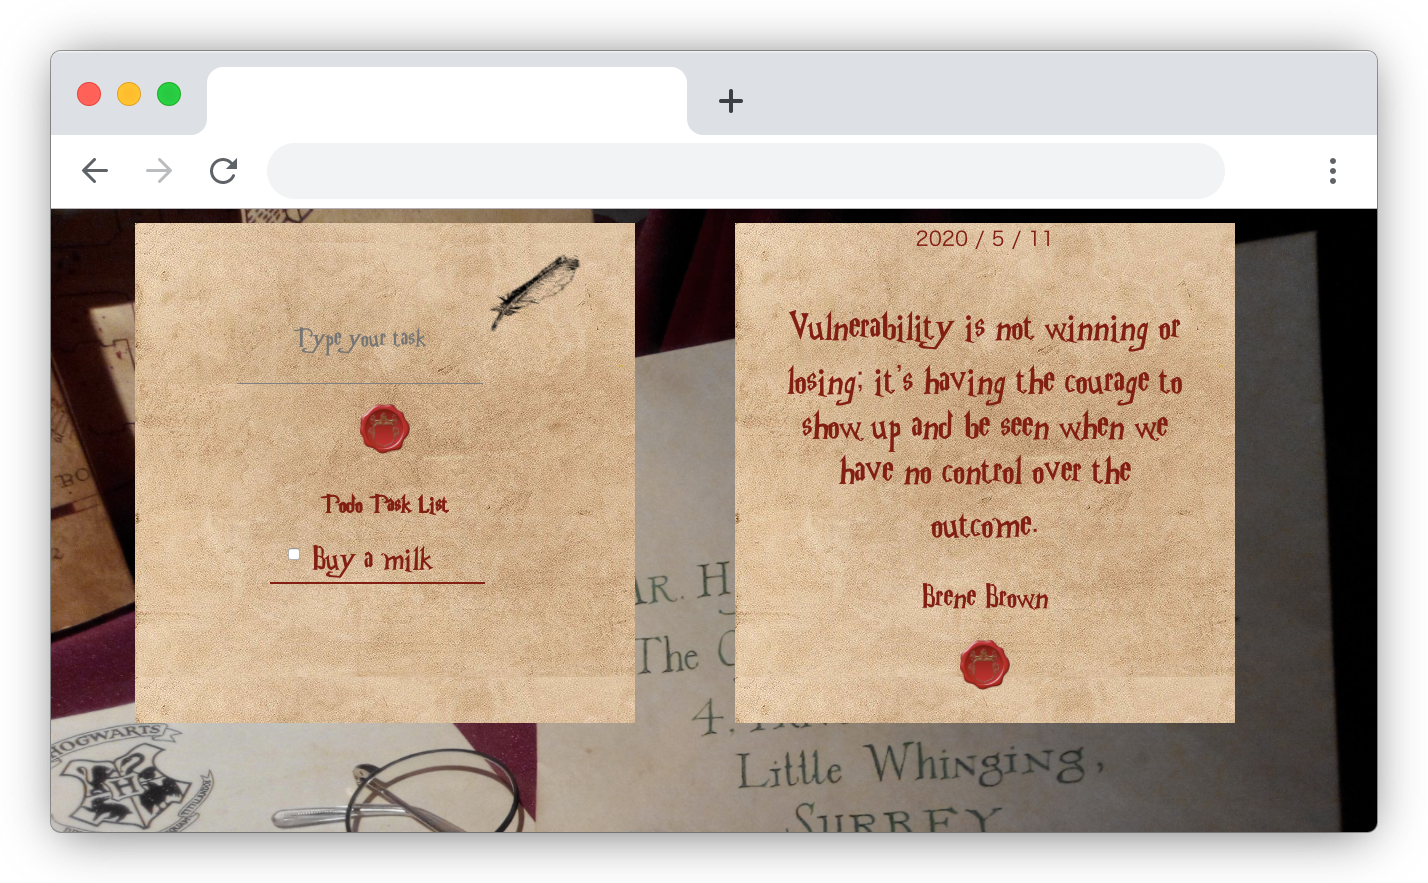 2020 / 5 / 11
Type your task
Todo Task List
Buy a milk
Vulnerability is not winning or
losing; it's having the courage to
show up and be seen when we
have no control over the
outcome.
Brene Brown
BO
2
MR. H
The C
4,
Little Whinging,
SURREY
HOGWARTS
H